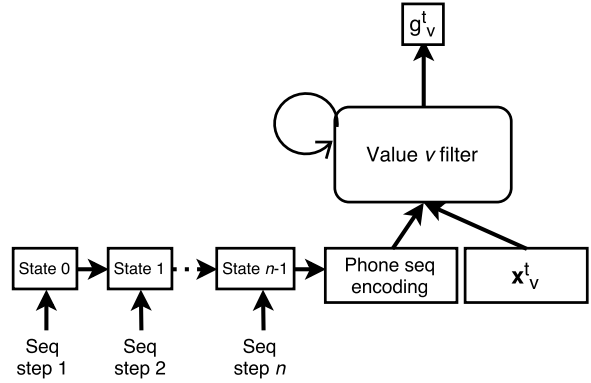 g^t_v
Value v filter
State 0
State 1
State n-1
Phone seq
encoding
x^t_v
Seq
step 1
Seq
step 2
Seq
step n